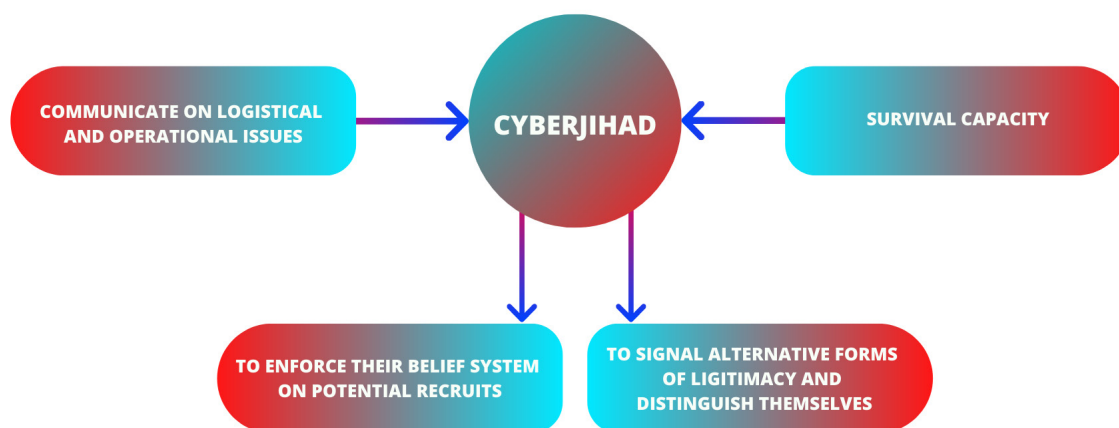 COMMUNICATE ON LOGISTICAL
AND OPERATIONAL ISSUES
CYBERJIHAD
SURVIVAL CAPACITY
TO ENFORCE THEIR BELIEF SYSTEM
ON POTENTIAL RECRUITS
TO SIGNAL ALTERNATIVE FORMS
OF LIGITIMACY AND
DISTINGUISH THEMSELVES